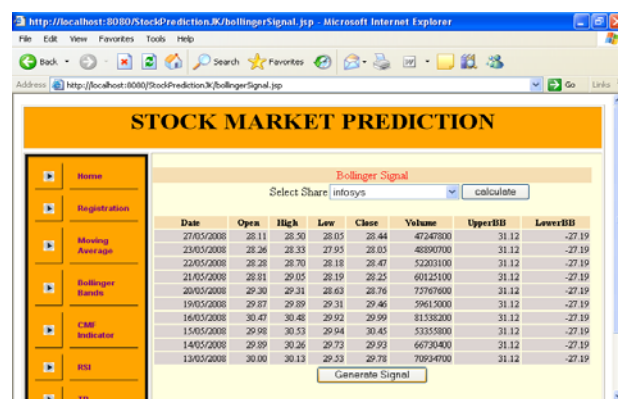 http://localhost:8080/StockPredictionJK/bollingerSignal.jsp - Microsoft Internet Explorer
File Edit View Favorites Tools Help
Back Search Favorites
Address http://localhost:8080/StockPredictionJK/bollingerSignal.jsp Go Links
STOCK MARKET PREDICTION
Home
Registration
Moving
Average
Bollinger
Bands
CMF
Indicator
RSI
Bollinger Signal
Select Share infosys calculate
Date Open High Low Close Volume UpperBB LowerBB
27/05/2008 28.11 28.50 28.05 28.44 47247800 31.12 -27.19
23/05/2008 28.26 28.33 27.95 28.05 48890700 31.12 -27.19
22/05/2008 28.28 28.70 28.18 28.47 52203100 31.12 -27.19
21/05/2008 28.81 29.05 28.19 28.25 60125100 31.12 -27.19
20/05/2008 29.30 29.31 28.63 28.76 75767600 31.12 -27.19
19/05/2008 29.87 29.89 29.31 29.46 59615000 31.12 -27.19
16/05/2008 30.47 30.48 29.92 29.99 81538200 31.12 -27.19
15/05/2008 29.98 30.53 29.94 30.45 53355800 31.12 -27.19
14/05/2008 29.89 30.26 29.73 29.93 66730400 31.12 -27.19
13/05/2008 30.00 30.13 29.53 29.78 70934700 31.12 -27.19
Generate Signal